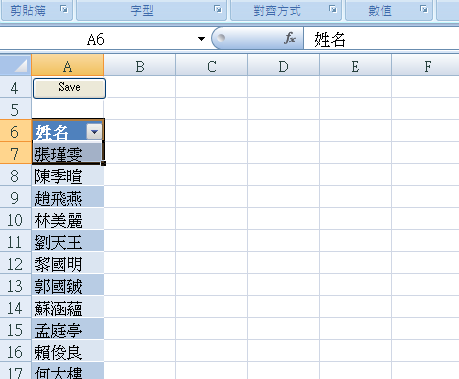 剪貼簿 字型 對齊方式 數值
A6 fx 姓名
A B C D E F
4 Save
5
6 姓名
7 張瑾雯
8 陳季暄
9 趙飛燕
10 林美麗
11 劉天王
12 黎國明
13 郭國鋮
14 蘇涵蘊
15 孟庭亭
16 賴俊良
17 何大樓